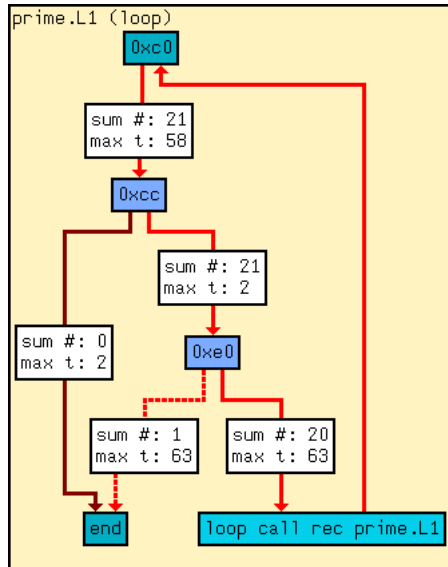 prime.L1 (loop)
0xc0
sum #: 21
max t: 58
0xcc
sum #: 21
max t: 2
sum #: 0
max t: 2
0xe0
sum #: 1
max t: 63
sum #: 20
max t: 63
end
loop call rec prime.L1